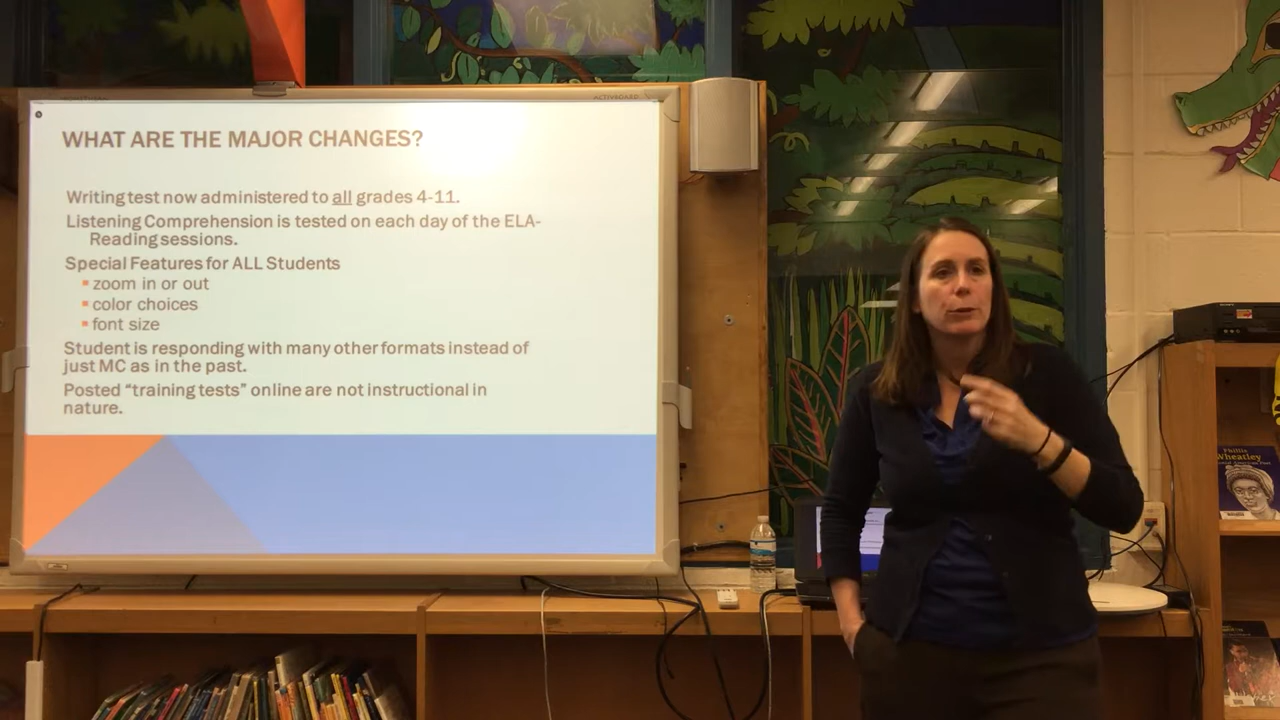 ACTIVBOARD
WHAT ARE THE MAJOR CHANGES?
Writing test now administered to all grades 4-11.
Listening Comprehension is tested on each day of the ELA-
Reading sessions.
Special Features for ALL Students
▪ zoom in or out
▪ color choices
▪ font size
Student is responding with many other formats instead of
just MC as in the past.
Posted “training tests” online are not instructional in
nature.
Phillis
Wheatley